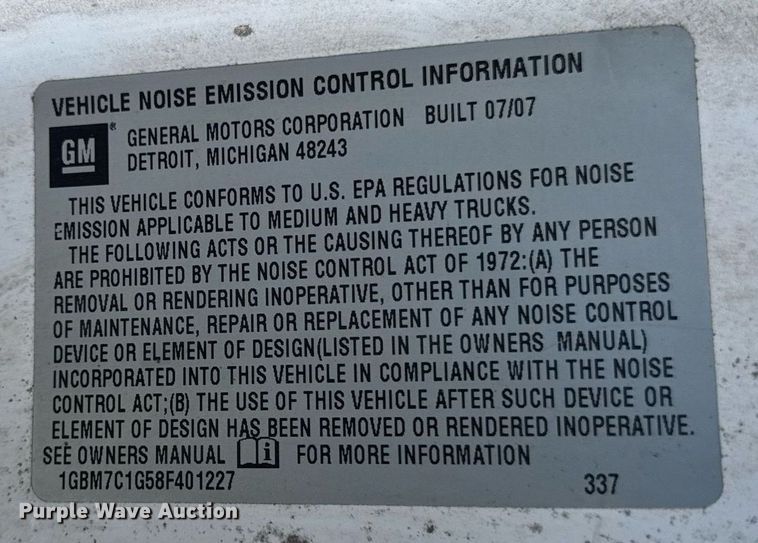 VEHICLE NOISE EMISSION CONTROL INFORMATION
GM® GENERAL MOTORS CORPORATION BUILT 07/07
DETROIT, MICHIGAN 48243
THIS VEHICLE CONFORMS TO U.S. EPA REGULATIONS FOR NOISE
EMISSION APPLICABLE TO MEDIUM AND HEAVY TRUCKS.
THE FOLLOWING ACTS OR THE CAUSING THEREOF BY ANY PERSON
ARE PROHIBITED BY THE NOISE CONTROL ACT OF 1972:(A) THE
REMOVAL OR RENDERING INOPERATIVE, OTHER THAN FOR PURPOSES
OF MAINTENANCE, REPAIR OR REPLACEMENT OF ANY NOISE CONTROL
DEVICE OR ELEMENT OF DESIGN(LISTED IN THE OWNERS MANUAL)
INCORPORATED INTO THIS VEHICLE IN COMPLIANCE WITH THE NOISE
CONTROL ACT;(B) THE USE OF THIS VEHICLE AFTER SUCH DEVICE OR
ELEMENT OF DESIGN HAS BEEN REMOVED OR RENDERED INOPERATIVE.
SEE OWNERS MANUAL i FOR MORE INFORMATION
1GBM7C1G58F401227 337
Purple Wave Auction